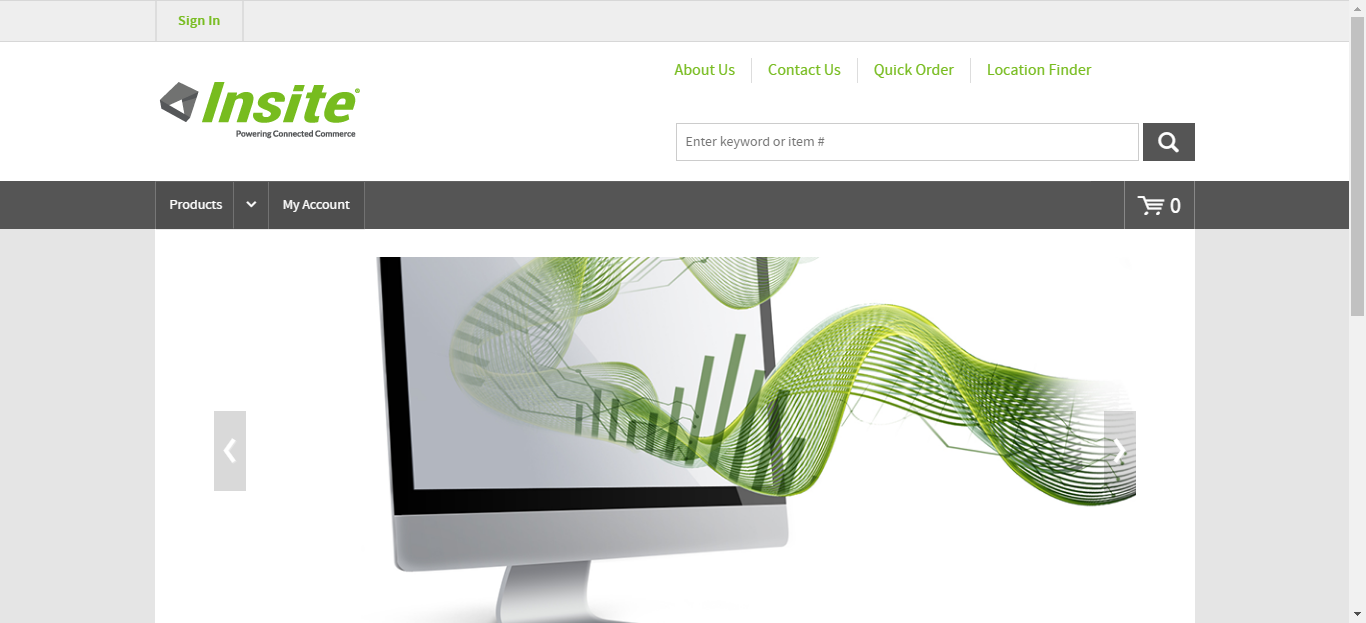 Sign In
About Us
Contact Us
Quick Order
Location Finder
Insite®
Powering Connected Commerce
Enter keyword or item #
Products
My Account
0